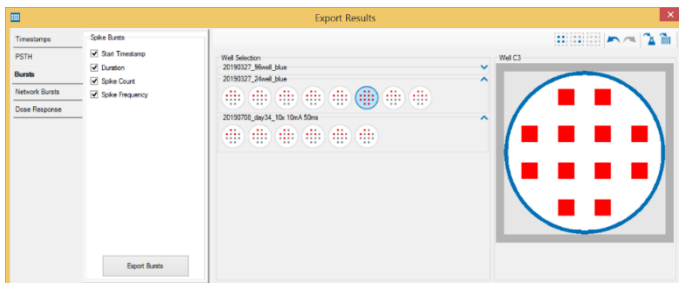 Export Results
Timestamps
PSTH
Bursts
Network Bursts
Dose Response
Spike Bursts
Start Timestamp
Duration
Spike Count
Spike Frequency
Export Bursts
Well Selection
20190327_96well_blue
20190327_24well_blue
20190708_day34_10x 10mA 50ms
Well C3